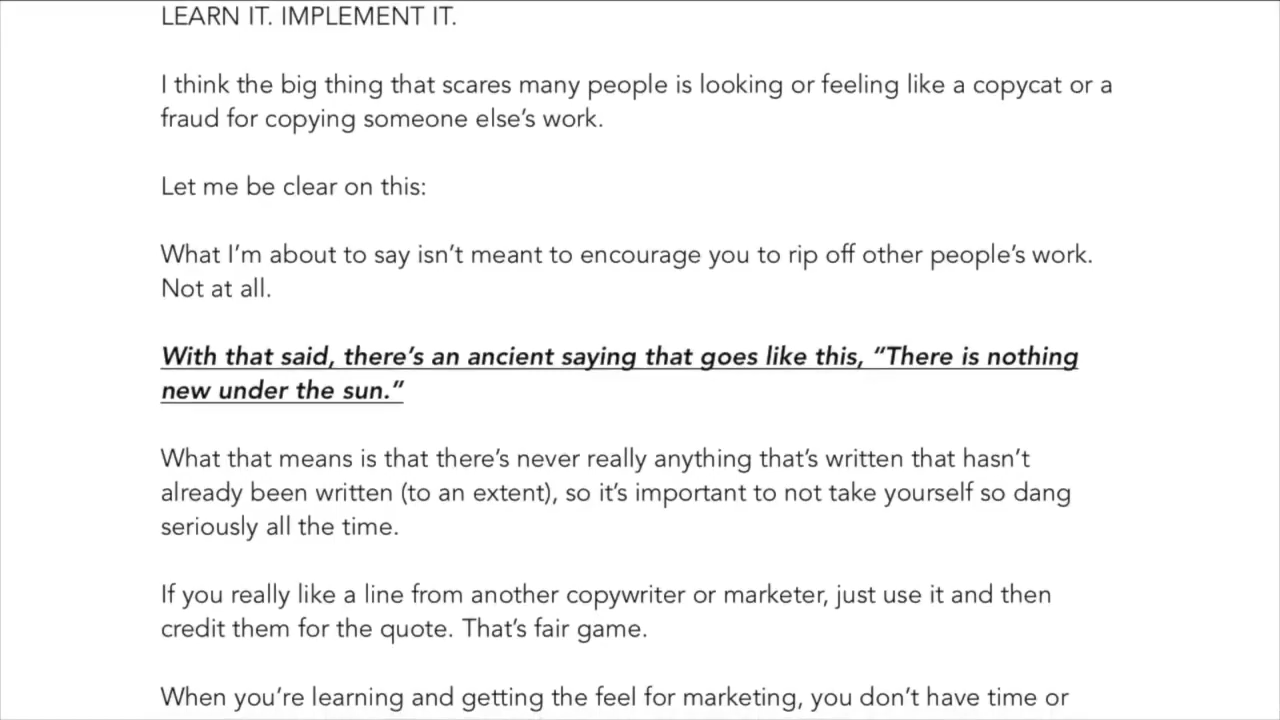 LEARN IT. IMPLEMENT IT.
I think the big thing that scares many people is looking or feeling like a copycat or a
fraud for copying someone else’s work.
Let me be clear on this:
What I’m about to say isn’t meant to encourage you to rip off other people’s work.
Not at all.
With that said, there’s an ancient saying that goes like this, “There is nothing
new under the sun.”
What that means is that there’s never really anything that’s written that hasn’t
already been written (to an extent), so it’s important to not take yourself so dang
seriously all the time.
If you really like a line from another copywriter or marketer, just use it and then
credit them for the quote. That’s fair game.
When you’re learning and getting the feel for marketing, you don’t have time or